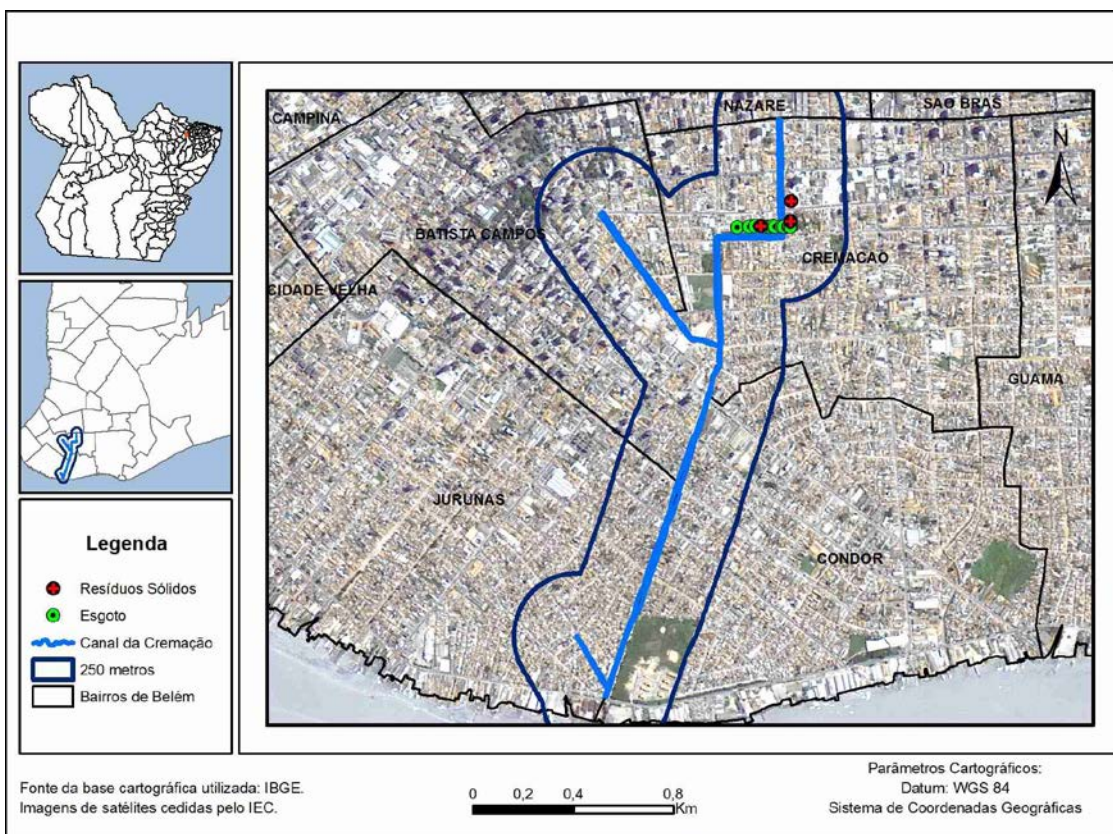 CAMPINA
NAZARE
SAO BRAS
N
BATISTA CAMPOS
CREMACAO
CIDADE VELHA
GUAMA
JURUNAS
CONDOR
Legenda
Resíduos Sólidos
Esgoto
Canal da Cremação
250 metros
Bairros de Belém
Fonte da base cartográfica utilizada: IBGE.
Imagens de satélites cedidas pelo IEC.
0 0,2 0,4 0,8
Km
Parâmetros Cartográficos:
Datum: WGS 84
Sistema de Coordenadas Geográficas